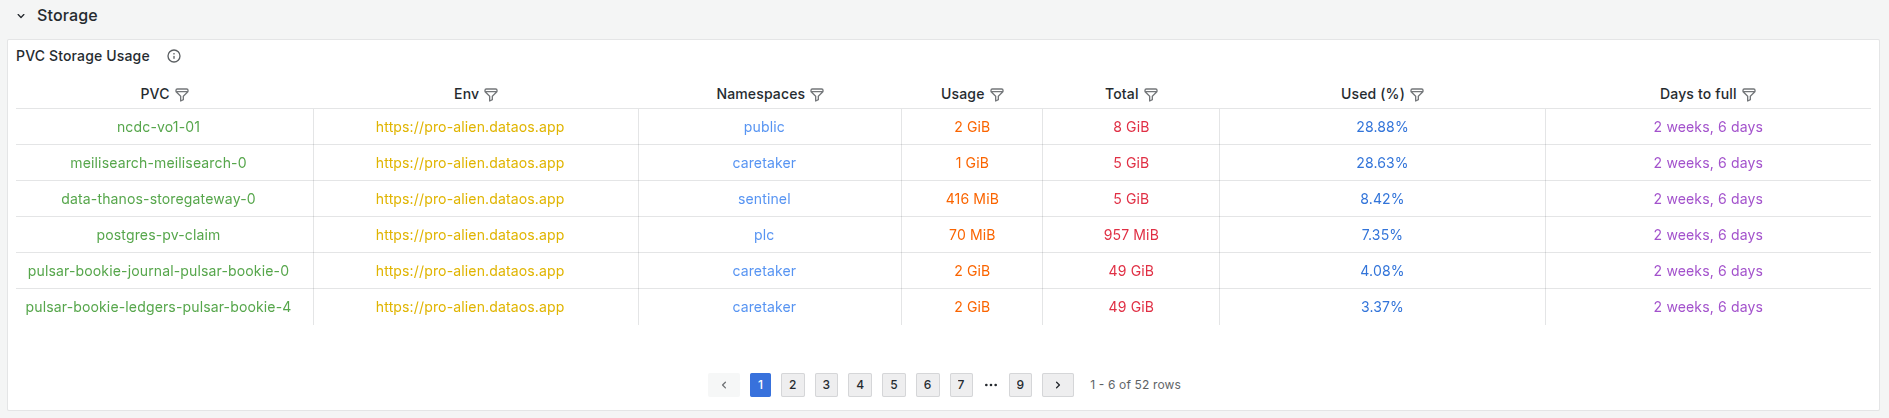 Storage
PVC Storage Usage
PVC Env Namespaces Usage Total Used (%) Days to full
ncdc-vo1-01 https://pro-alien.dataos.app public 2 GiB 8 GiB 28.88% 2 weeks, 6 days
meilisearch-meilisearch-0 https://pro-alien.dataos.app caretaker 1 GiB 5 GiB 28.63% 2 weeks, 6 days
data-thanos-storegateway-0 https://pro-alien.dataos.app sentinel 416 MiB 5 GiB 8.42% 2 weeks, 6 days
postgres-pv-claim https://pro-alien.dataos.app plc 70 MiB 957 MiB 7.35% 2 weeks, 6 days
pulsar-bookie-journal-pulsar-bookie-0 https://pro-alien.dataos.app caretaker 2 GiB 49 GiB 4.08% 2 weeks, 6 days
pulsar-bookie-ledgers-pulsar-bookie-4 https://pro-alien.dataos.app caretaker 2 GiB 49 GiB 3.37% 2 weeks, 6 days
1 2 3 4 5 6 7 ... 9 1 - 6 of 52 rows